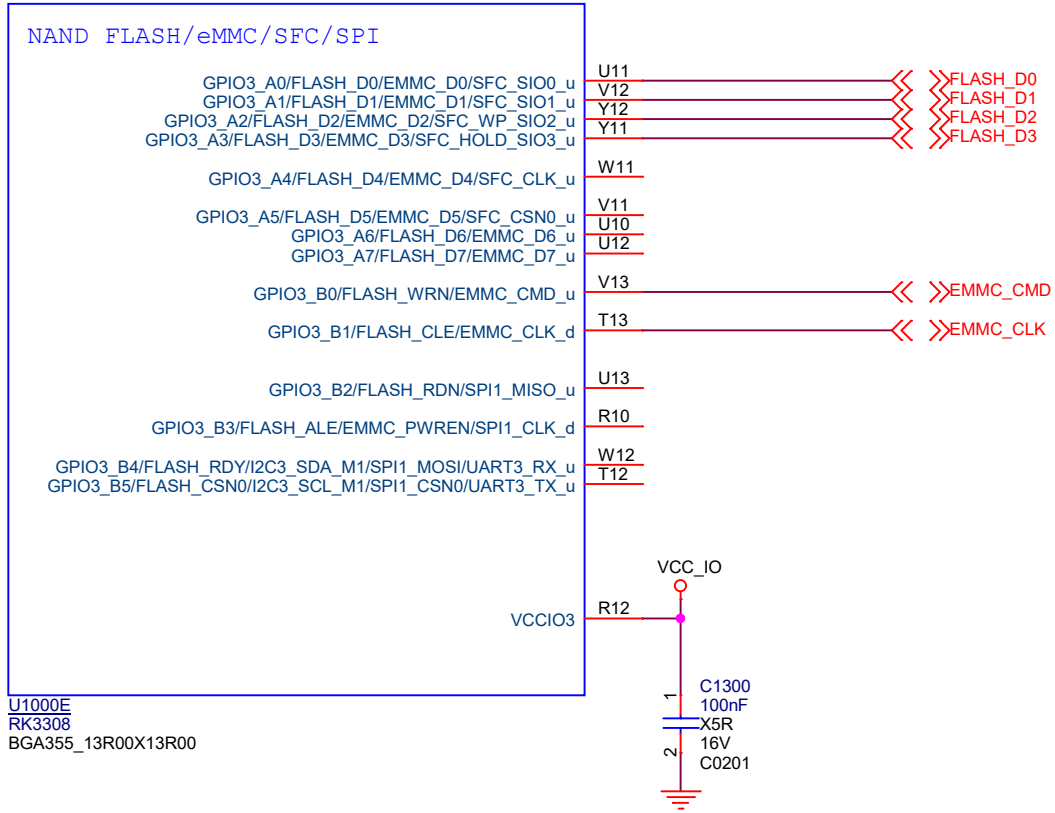 NAND FLASH/eMMC/SFC/SPI
GPIO3_A0/FLASH_D0/EMMC_D0/SFC_SIO0_u U11 FLASH_D0
GPIO3_A1/FLASH_D1/EMMC_D1/SFC_SIO1_u V12 FLASH_D1
GPIO3_A2/FLASH_D2/EMMC_D2/SFC_WP_SIO2_u Y12 FLASH_D2
GPIO3_A3/FLASH_D3/EMMC_D3/SFC_HOLD_SIO3_u Y11 FLASH_D3
GPIO3_A4/FLASH_D4/EMMC_D4/SFC_CLK_u W11
GPIO3_A5/FLASH_D5/EMMC_D5/SFC_CSN0_u V11
GPIO3_A6/FLASH_D6/EMMC_D6_u U10
GPIO3_A7/FLASH_D7/EMMC_D7_u U12
GPIO3_B0/FLASH_WRN/EMMC_CMD_u V13 EMMC_CMD
GPIO3_B1/FLASH_CLE/EMMC_CLK_d T13 EMMC_CLK
GPIO3_B2/FLASH_RDN/SPI1_MISO_u U13
GPIO3_B3/FLASH_ALE/EMMC_PWREN/SPI1_CLK_d R10
GPIO3_B4/FLASH_RDY/I2C3_SDA_M1/SPI1_MOSI/UART3_RX_u W12
GPIO3_B5/FLASH_CSN0/I2C3_SCL_M1/SPI1_CSN0/UART3_TX_u T12
VCC_IO
VCCIO3 R12
U1000E
RK3308
BGA355_13R00X13R00
1
2
C1300
100nF
X5R
16V
C0201